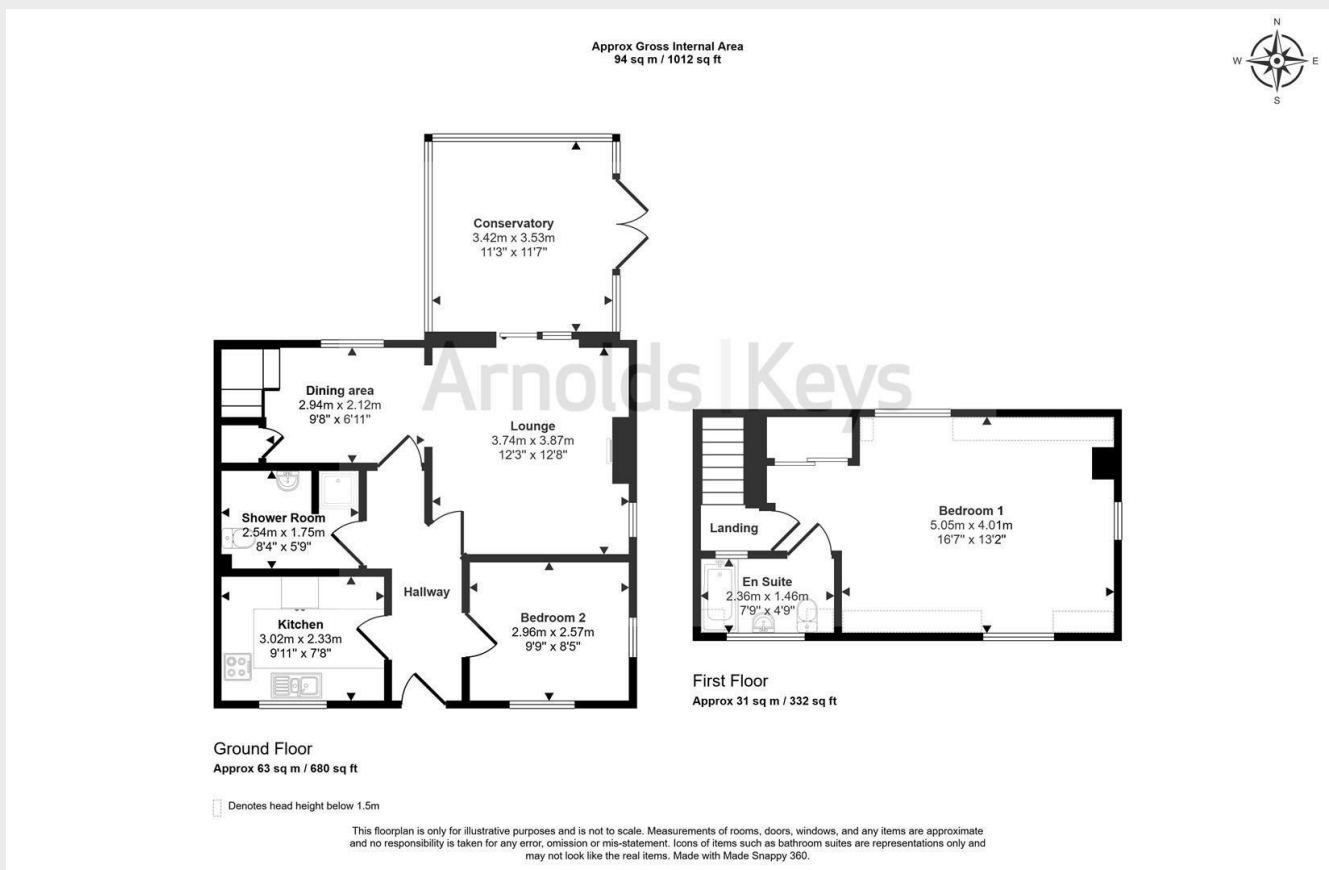 Approx Gross Internal Area
94 sq m / 1012 sq ft
N
W
E
S
Conservatory
3.42m x 3.53m
11'3" x 11'7"
Arnolds | Keys
Dining area
2.94m x 2.12m
9'8" x 6'11"
Lounge
3.74m x 3.87m
12'3" x 12'8"
Shower Room
2.54m x 1.75m
8'4" x 5'9"
Hallway
Kitchen
3.02m x 2.33m
9'11" x 7'8"
Bedroom 2
2.96m x 2.57m
9'9" x 8'5"
Landing
Bedroom 1
5.05m x 4.01m
16'7" x 13'2"
En Suite
2.36m x 1.46m
7'9" x 4'9"
First Floor
Approx 31 sq m / 332 sq ft
Ground Floor
Approx 63 sq m / 680 sq ft
Denotes head height below 1.5m
This floorplan is only for illustrative purposes and is not to scale. Measurements of rooms, doors, windows, and any items are approximate
and no responsibility is taken for any error, omission or mis-statement. Icons of items such as bathroom suites are representations only and
may not look like the real items. Made with Made Snappy 360.